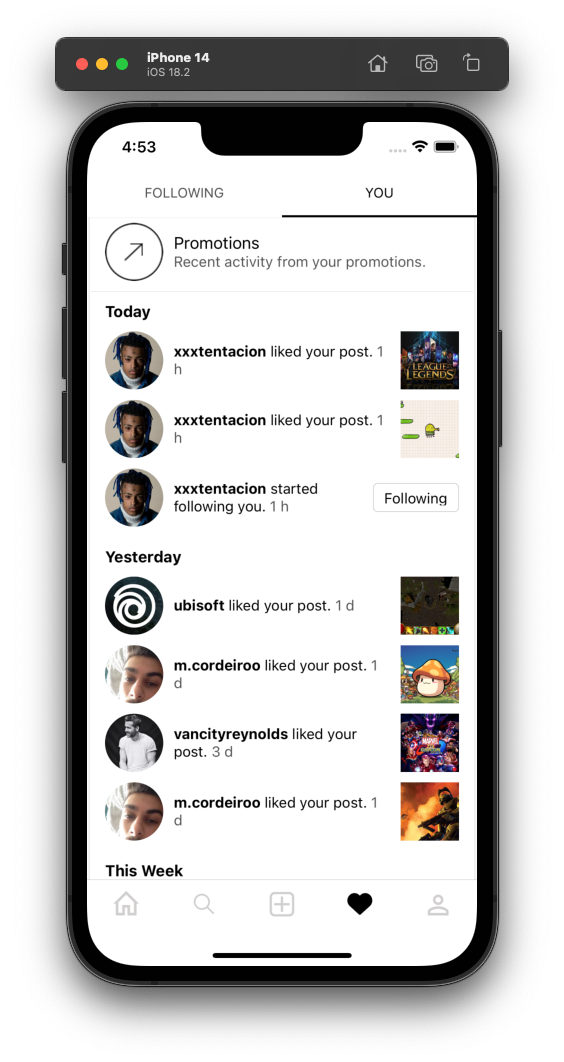 iPhone 14
iOS 18.2
4:53
FOLLOWING
YOU
Promotions
Recent activity from your promotions.
Today
xxxtentacion liked your post. 1
h
LEAGUE OF
LEGENDS
xxxtentacion liked your post. 1
h
xxxtentacion started
following you. 1 h
Following
Yesterday
ubisoft liked your post. 1 d
m.cordeiroo liked your post. 1
d
vancityreynolds liked your
post. 3 d
MARVEL
m.cordeiroo liked your post. 1
d
This Week